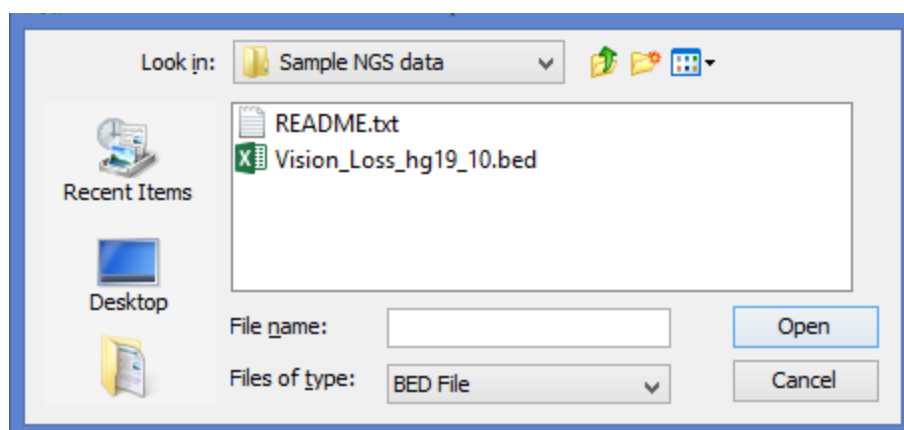 Look in:
Sample NGS data
README.txt
Vision_Loss_hg19_10.bed
Recent Items
Desktop
File name:
Open
Files of type:
BED File
Cancel